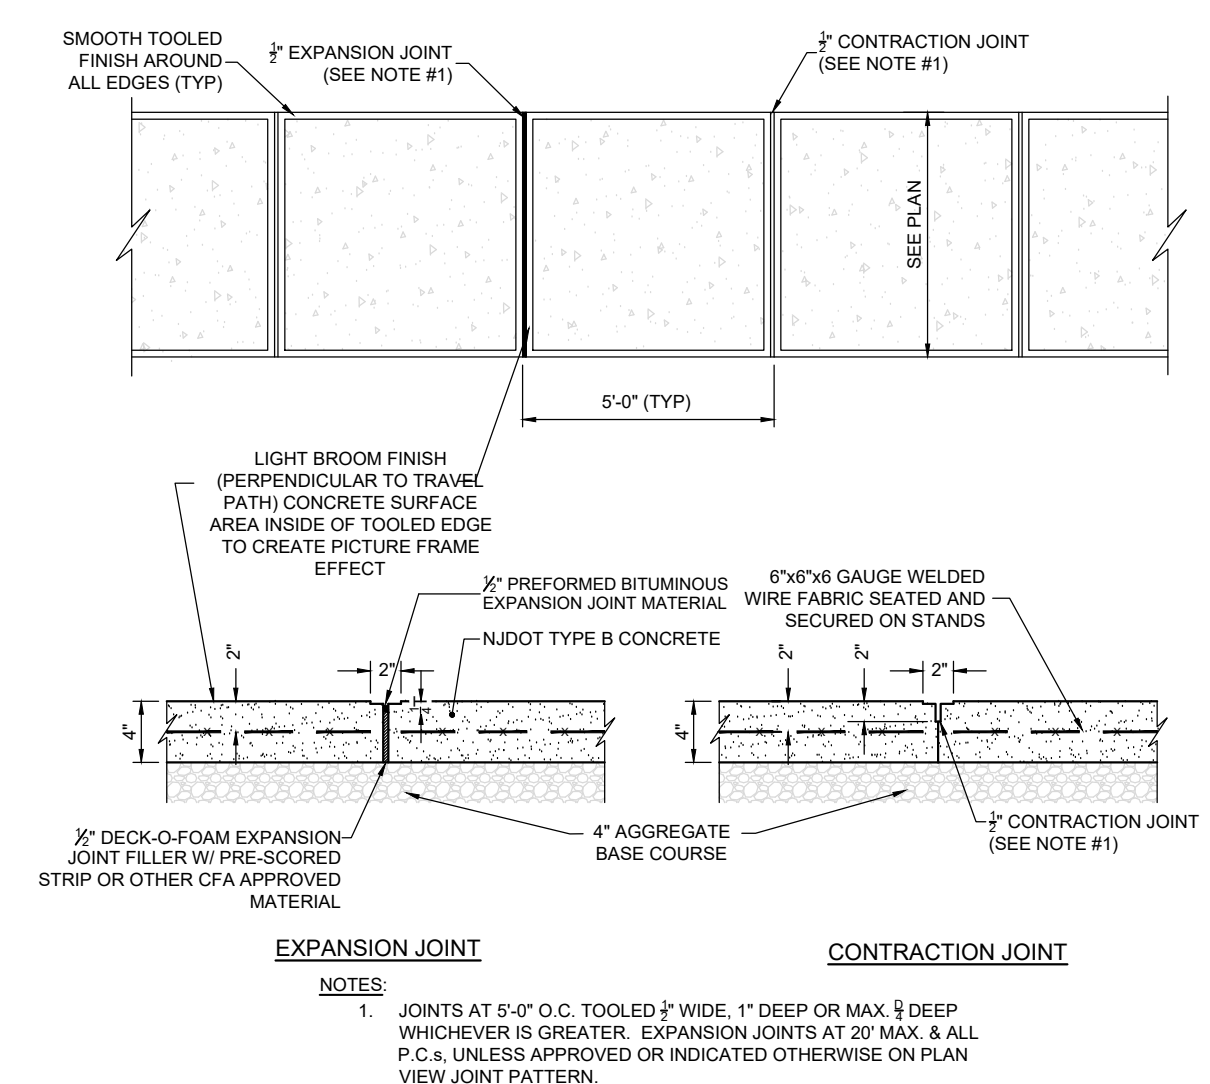 SMOOTH TOOLED
FINISH AROUND
ALL EDGES (TYP)
½" EXPANSION JOINT
(SEE NOTE #1)
½" CONTRACTION JOINT
(SEE NOTE #1)
SEE PLAN
5'-0" (TYP)
LIGHT BROOM FINISH
(PERPENDICULAR TO TRAVEL
PATH) CONCRETE SURFACE
AREA INSIDE OF TOOLED EDGE
TO CREATE PICTURE FRAME
EFFECT
½" PREFORMED BITUMINOUS
EXPANSION JOINT MATERIAL
NJDOT TYPE B CONCRETE
6"x6"x6 GAUGE WELDED
WIRE FABRIC SEATED AND
SECURED ON STANDS
2"
2"
4"
2"
2"
2"
4"
½" DECK-O-FOAM EXPANSION
JOINT FILLER W/ PRE-SCORED
STRIP OR OTHER CFA APPROVED
MATERIAL
4" AGGREGATE
BASE COURSE
½" CONTRACTION JOINT
(SEE NOTE #1)
EXPANSION JOINT
CONTRACTION JOINT
NOTES:
1. JOINTS AT 5'-0" O.C. TOOLED ½" WIDE, 1" DEEP OR MAX. D/4 DEEP
WHICHEVER IS GREATER. EXPANSION JOINTS AT 20' MAX. & ALL
P.C.s, UNLESS APPROVED OR INDICATED OTHERWISE ON PLAN
VIEW JOINT PATTERN.